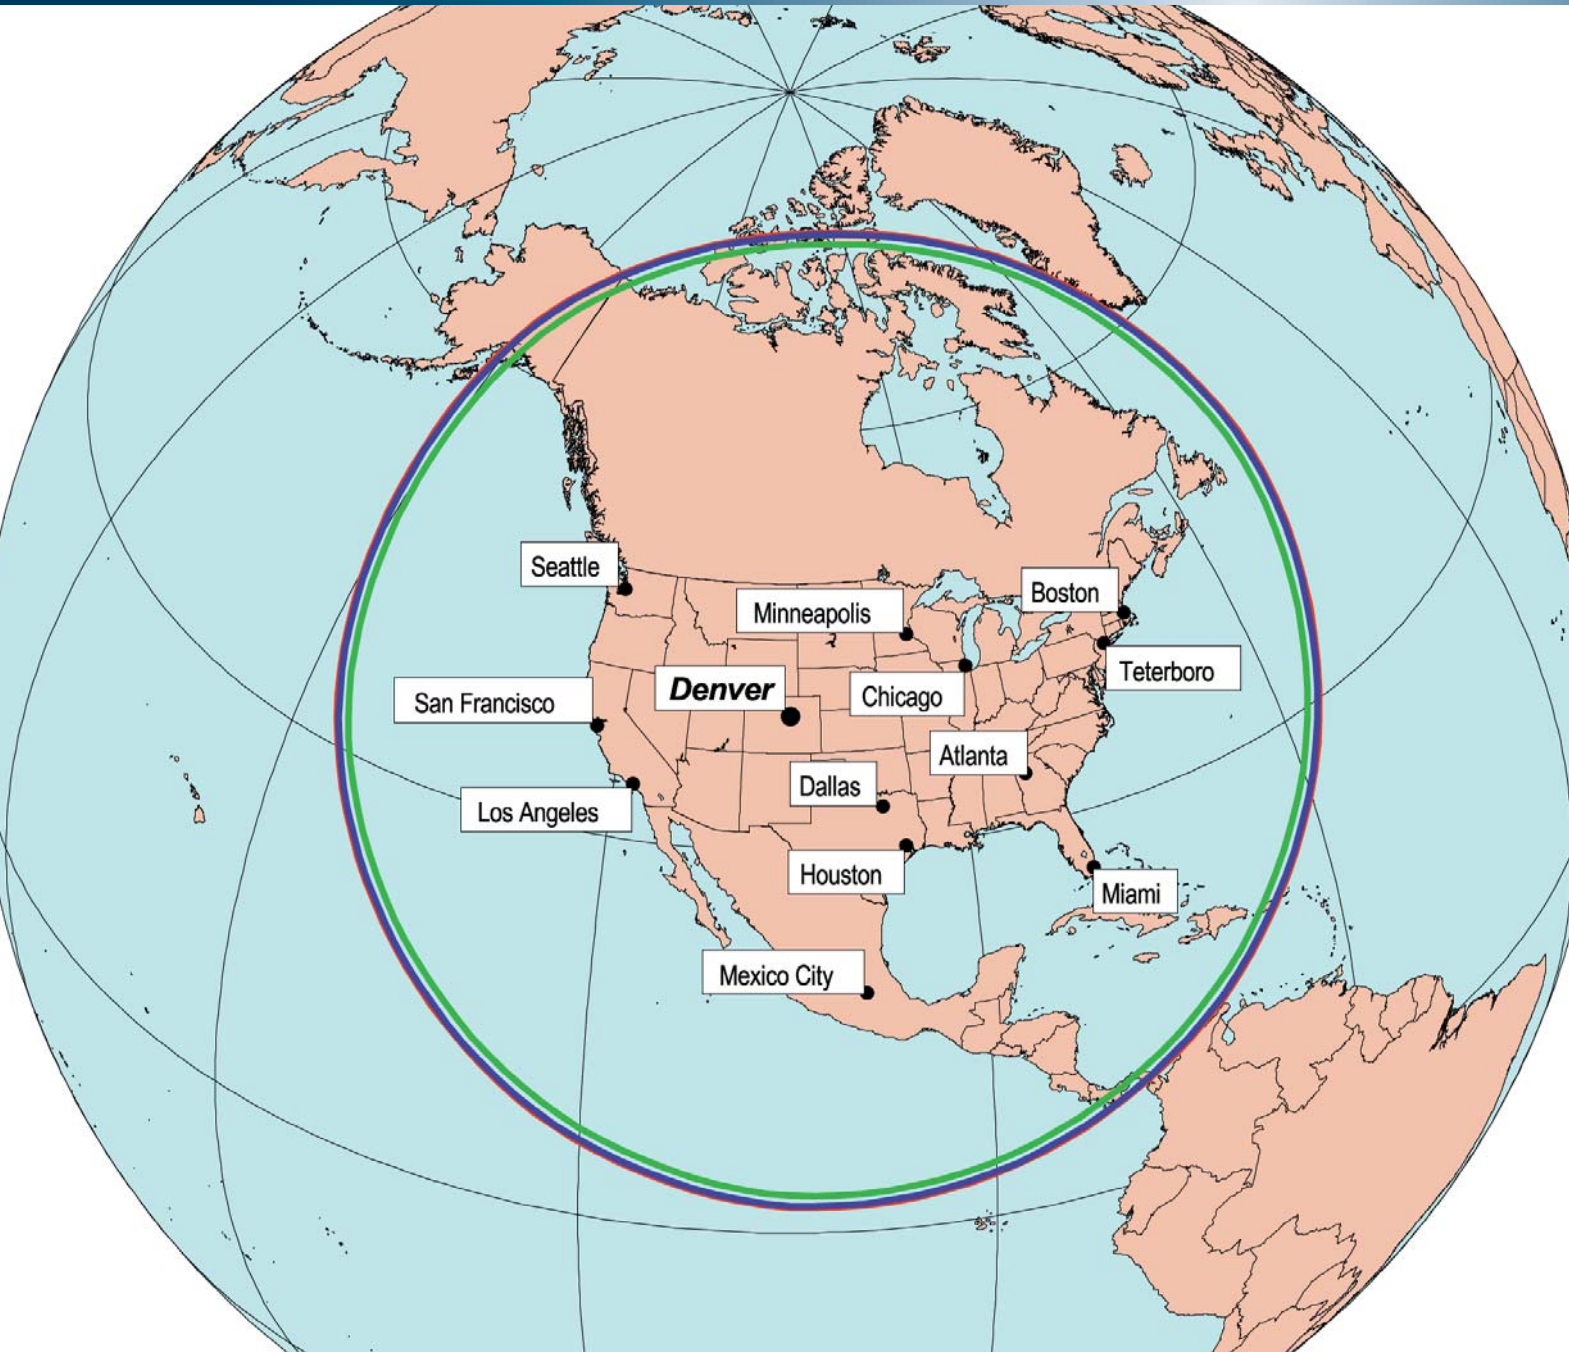 Seattle
Boston
Minneapolis
Teterboro
Denver
Chicago
San Francisco
Atlanta
Dallas
Los Angeles
Houston
Miami
Mexico City